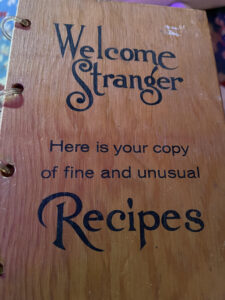 Welcome
Stranger
Here is your copy
of fine and unusual
Recipes